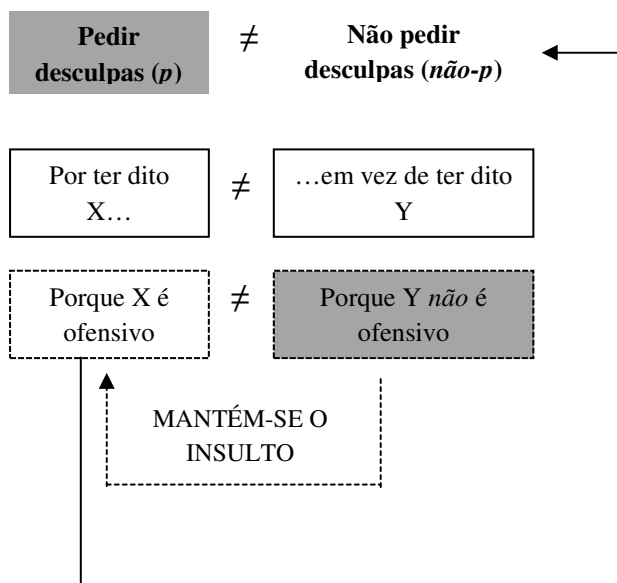 Pedir
desculpas (p)
≠
Não pedir
desculpas (não-p)
Por ter dito
X…
≠
…em vez de ter dito
Y
Porque X é
ofensivo
≠
Porque Y não é
ofensivo
MANTÉM-SE O
INSULTO